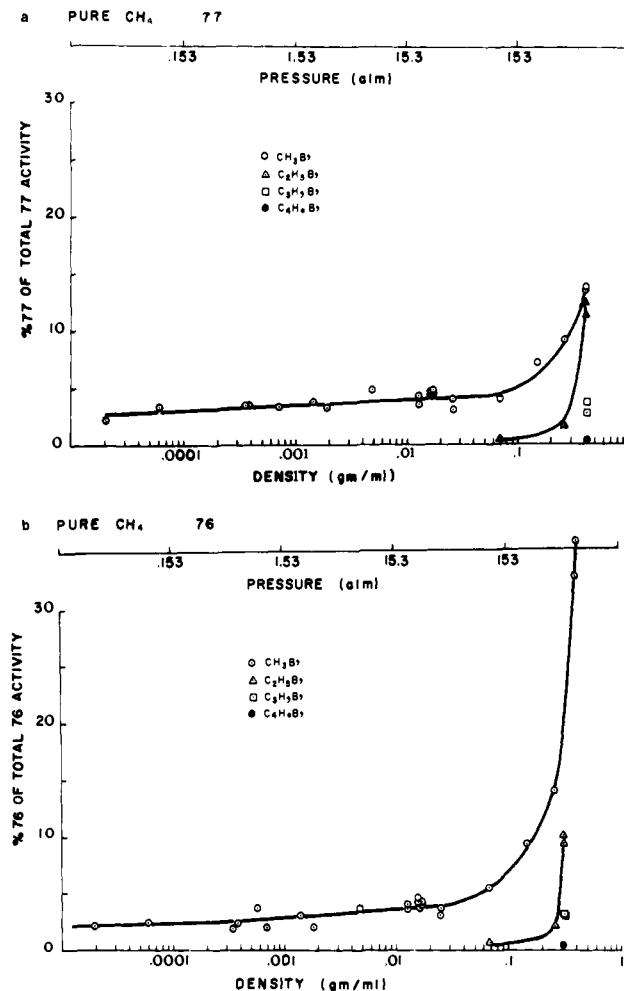 a PURE CH₄ 77
.153 1.53 15.3 153
PRESSURE (alm)
30
20
10
0
% 77 OF TOTAL 77 ACTIVITY
CH₃Br
C₂H₅Br
C₃H₇Br
C₄H₉Br
.0001 .001 .01 .1
DENSITY (gm/ml)
b PURE CH₄ 76
.153 1.53 15.3 153
PRESSURE (alm)
30
20
10
0
% 76 OF TOTAL 76 ACTIVITY
CH₃Br
C₂H₅Br
C₃H₇Br
C₄H₉Br
.0001 .001 .01 .1 1
DENSITY (gm/ml)